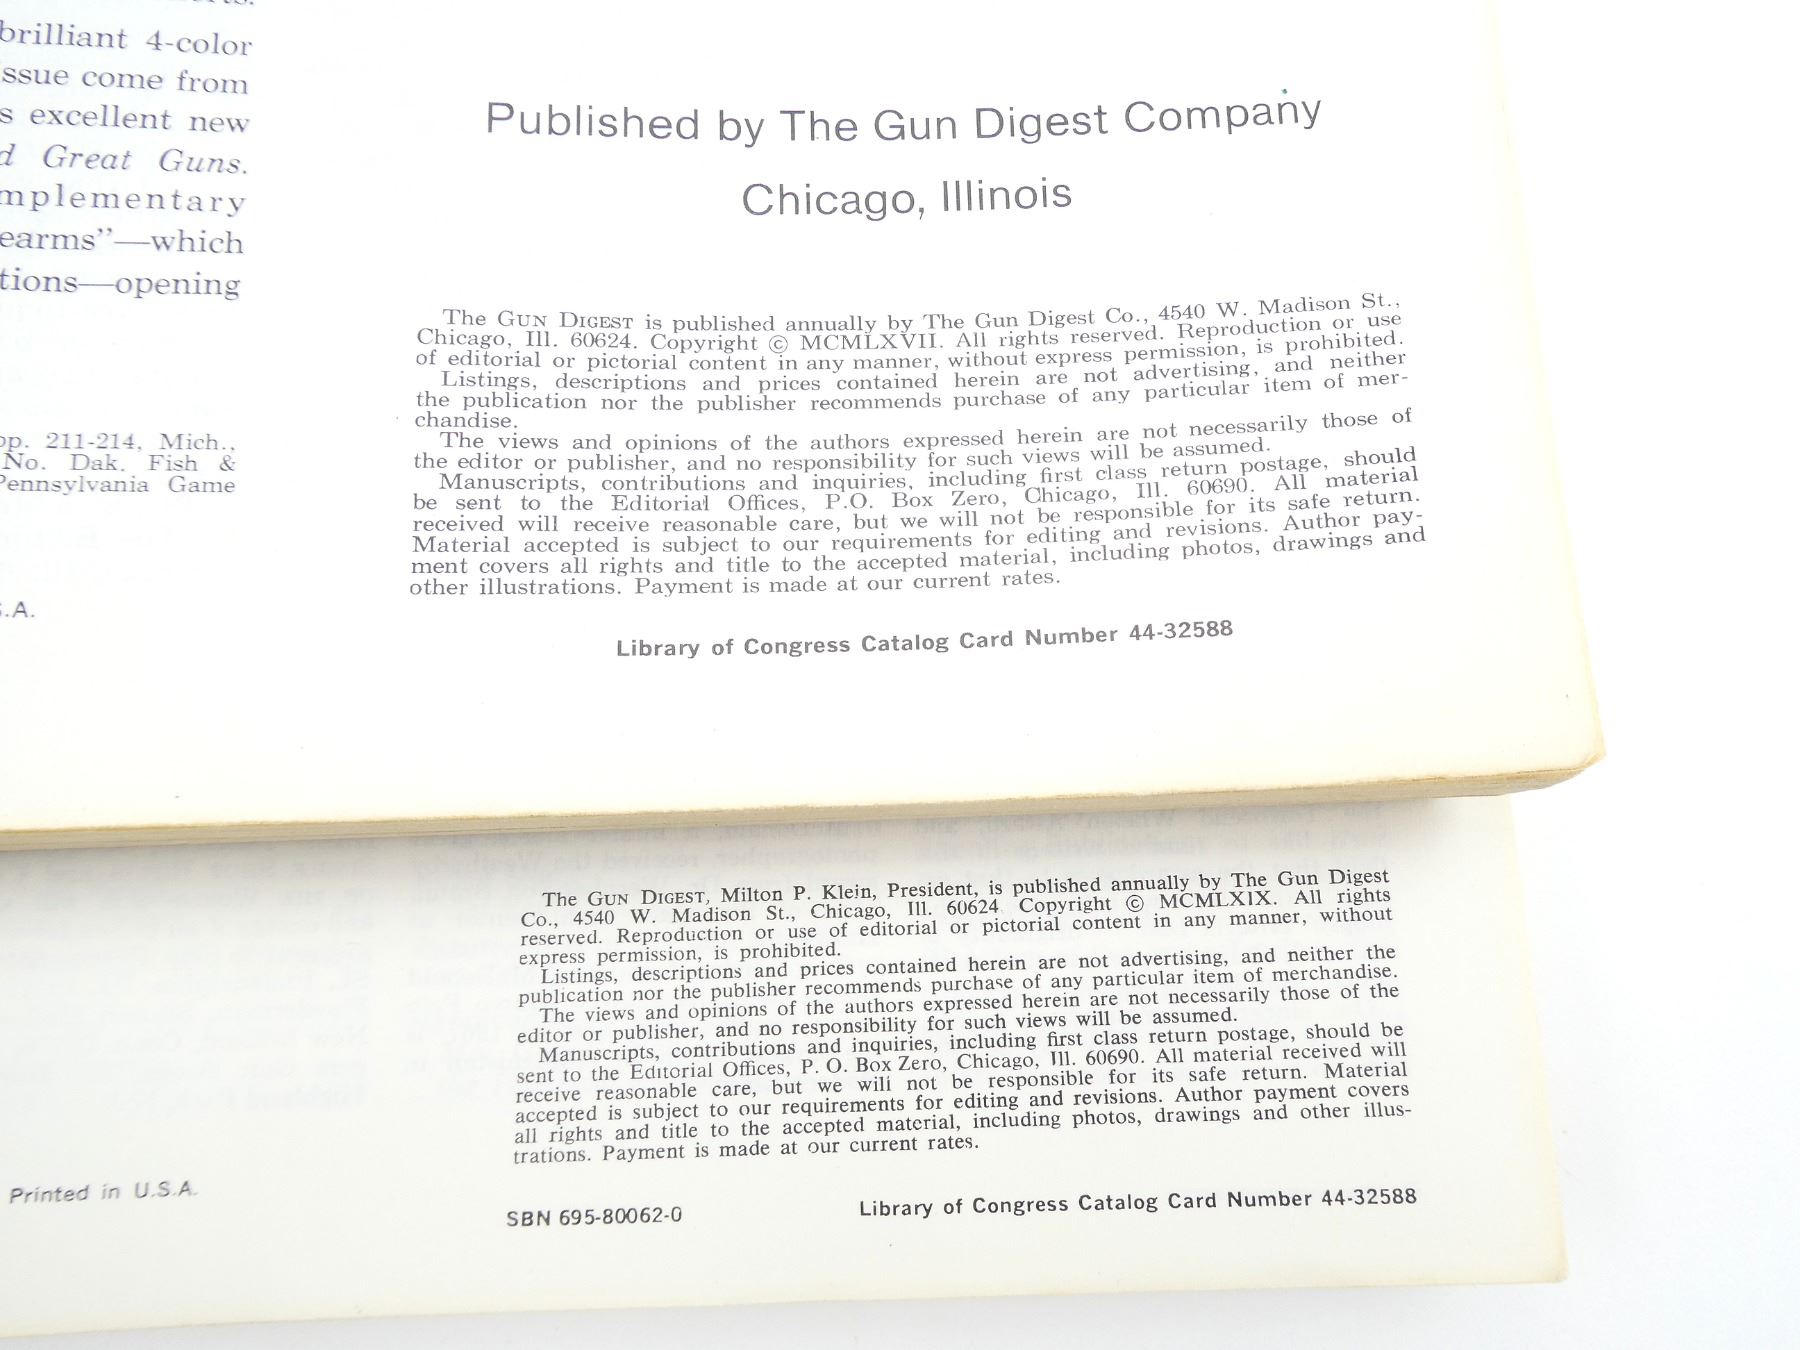 brilliant 4-color
issue come from
s excellent new
d Great Guns.
mplementary
earms”—which
tions—opening
pp. 211-214, Mich.,
No. Dak. Fish &
Pennsylvania Game
S.A.
Published by The Gun Digest Company
Chicago, Illinois
The GUN DIGEST is published annually by The Gun Digest Co., 4540 W. Madison St.,
Chicago, Ill. 60624. Copyright © MCMLXVII. All rights reserved. Reproduction or use
of editorial or pictorial content in any manner, without express permission, is prohibited.
Listings, descriptions and prices contained herein are not advertising, and neither
the publication nor the publisher recommends purchase of any particular item of mer-
chandise.
The views and opinions of the authors expressed herein are not necessarily those of
the editor or publisher, and no responsibility for such views will be assumed.
Manuscripts, contributions and inquiries, including first class return postage, should
be sent to the Editorial Offices, P.O. Box Zero, Chicago, Ill. 60690. All material
received will receive reasonable care, but we will not be responsible for its safe return.
Material accepted is subject to our requirements for editing and revisions. Author pay-
ment covers all rights and title to the accepted material, including photos, drawings and
other illustrations. Payment is made at our current rates.
Library of Congress Catalog Card Number 44-32588
The GUN DIGEST, Milton P. Klein, President, is published annually by The Gun Digest
Co., 4540 W. Madison St., Chicago, Ill. 60624 Copyright © MCMLXIX. All rights
reserved. Reproduction or use of editorial or pictorial content in any manner, without
express permission, is prohibited.
Listings, descriptions and prices contained herein are not advertising, and neither the
publication nor the publisher recommends purchase of any particular item of merchandise.
The views and opinions of the authors expressed herein are not necessarily those of the
editor or publisher, and no responsibility for such views will be assumed.
Manuscripts, contributions and inquiries, including first class return postage, should be
sent to the Editorial Offices, P. O. Box Zero, Chicago, Ill. 60690. All material received will
receive reasonable care, but we will not be responsible for its safe return. Material
accepted is subject to our requirements for editing and revisions. Author payment covers
all rights and title to the accepted material, including photos, drawings and other illus-
trations. Payment is made at our current rates.
Printed in U.S.A.
SBN 695-80062-0
Library of Congress Catalog Card Number 44-32588